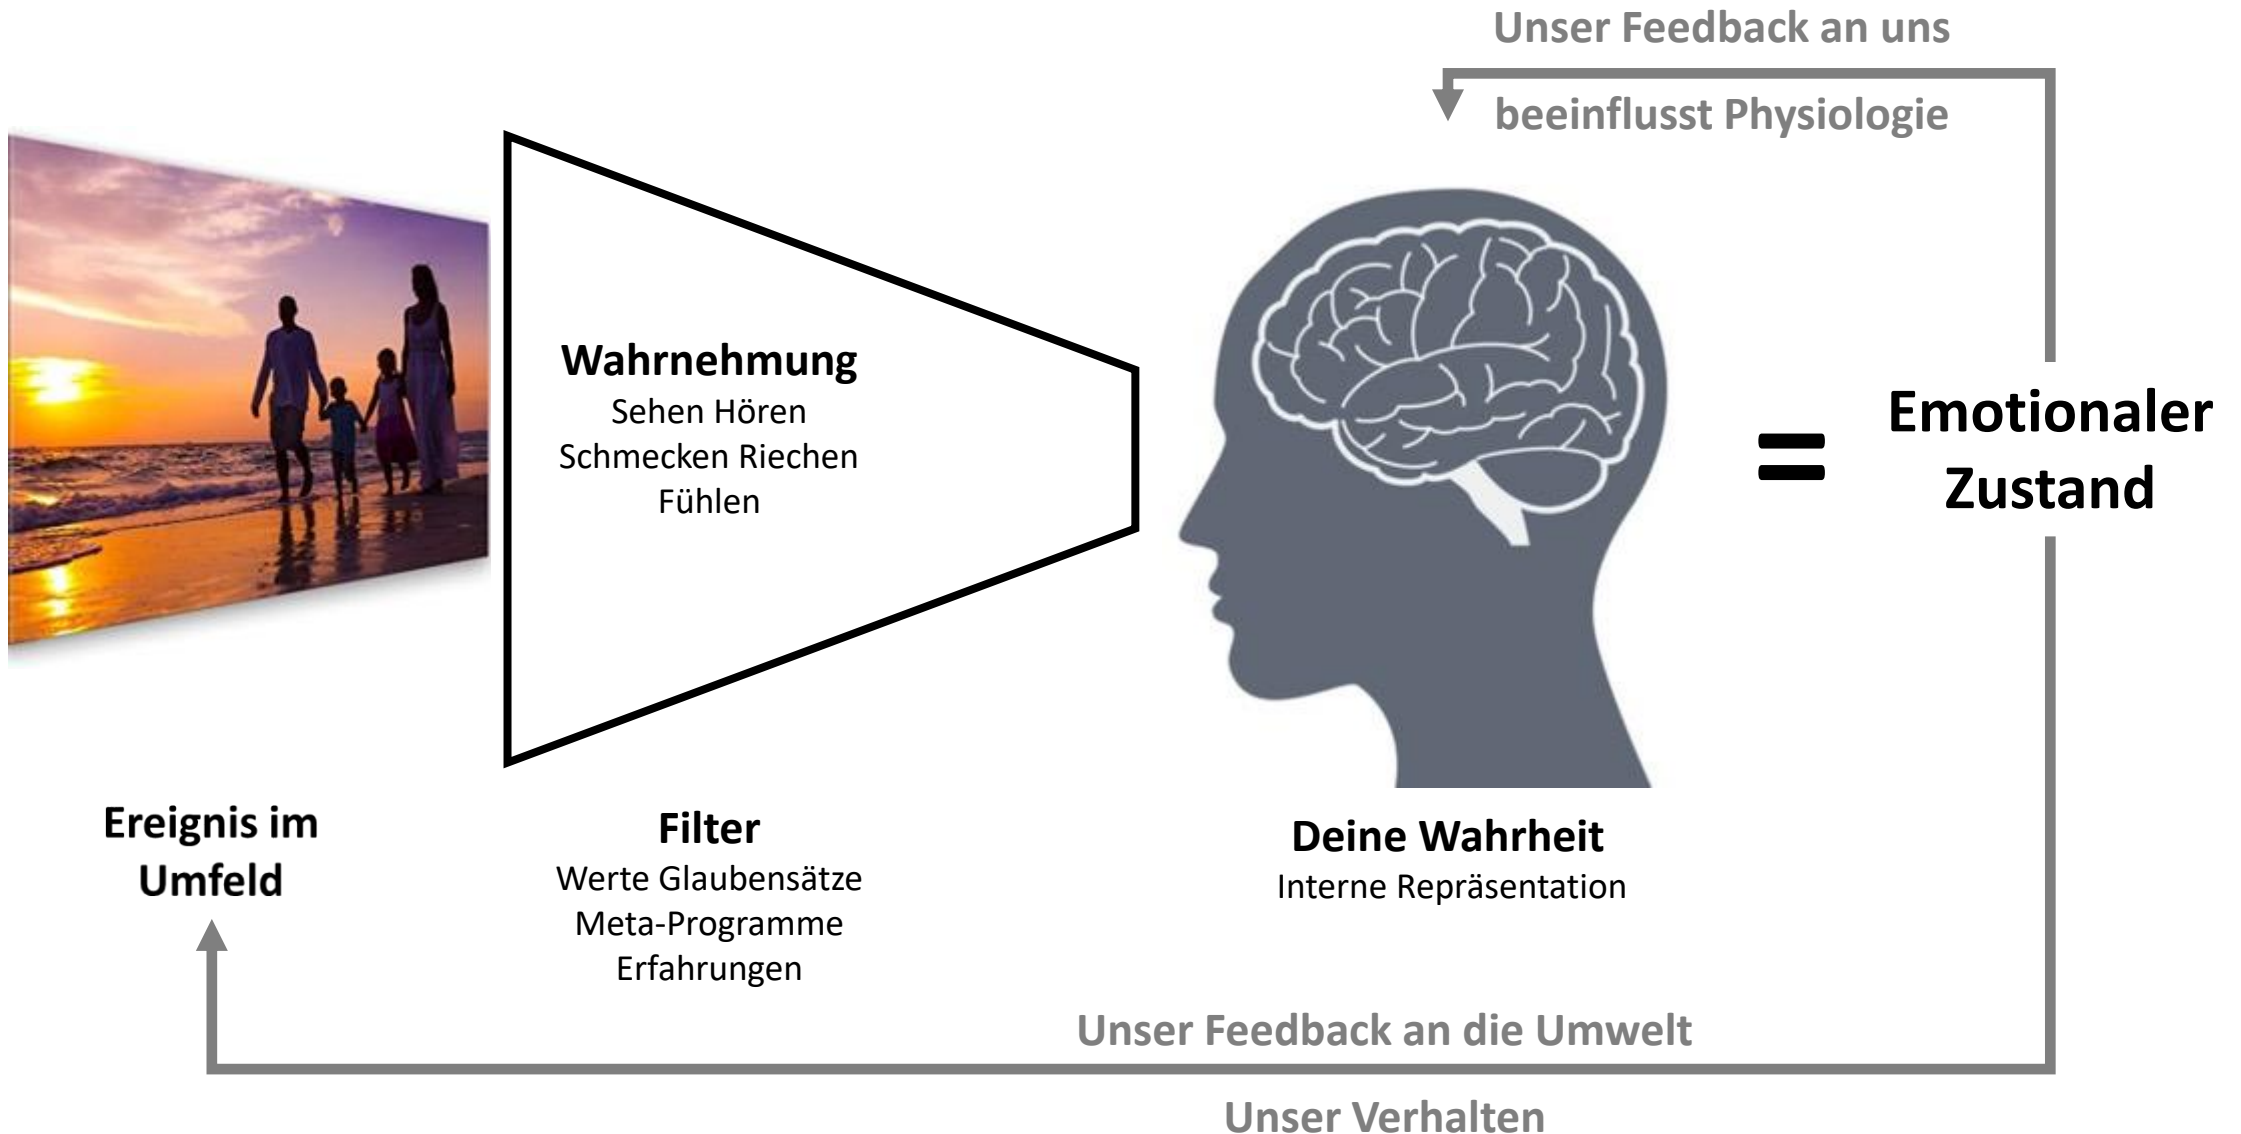 Unser Feedback an uns
beeinflusst Physiologie
Wahrnehmung
Sehen Hören
Schmecken Riechen
Fühlen
=
Emotionaler
Zustand
Ereignis im
Umfeld
Filter
Werte Glaubensätze
Meta-Programme
Erfahrungen
Deine Wahrheit
Interne Repräsentation
Unser Feedback an die Umwelt
Unser Verhalten